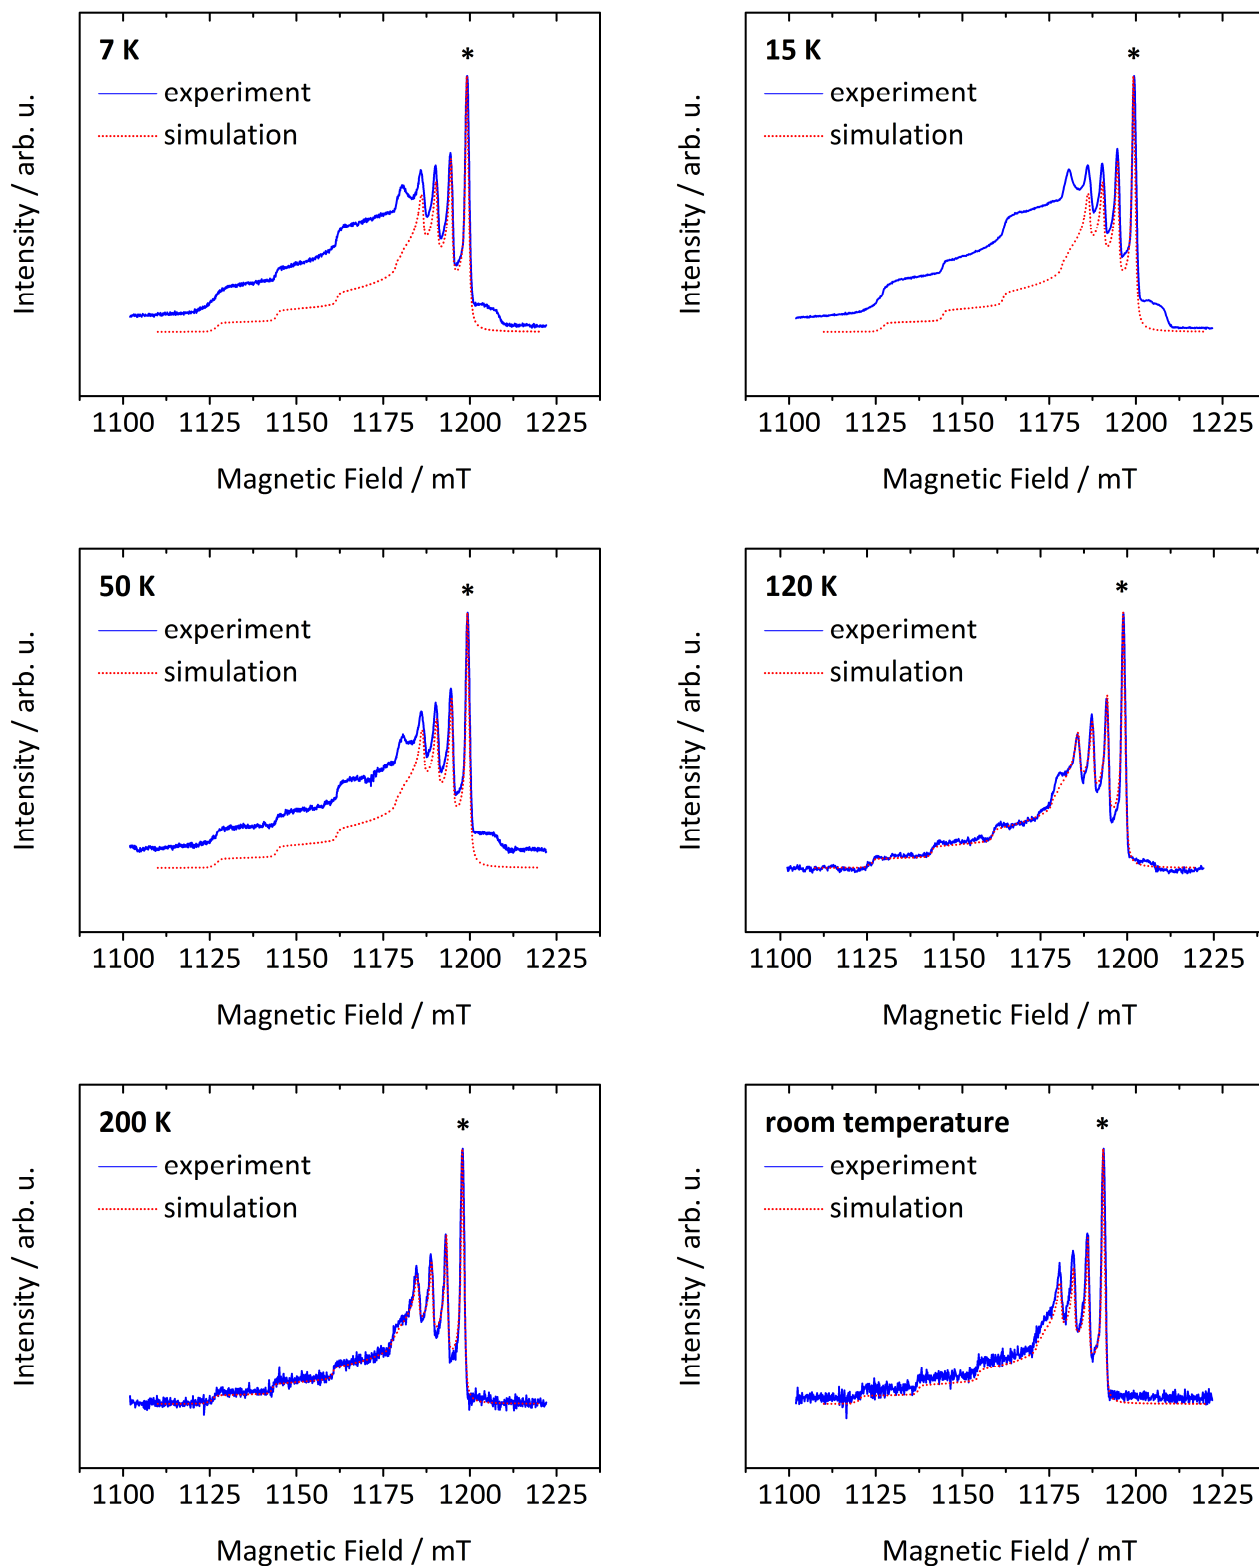 7 K
*
experiment
simulation
Intensity / arb. u.
1100 1125 1150 1175 1200 1225
Magnetic Field / mT
15 K
*
experiment
simulation
Intensity / arb. u.
1100 1125 1150 1175 1200 1225
Magnetic Field / mT
50 K
*
experiment
simulation
Intensity / arb. u.
1100 1125 1150 1175 1200 1225
Magnetic Field / mT
120 K
*
experiment
simulation
Intensity / arb. u.
1100 1125 1150 1175 1200 1225
Magnetic Field / mT
200 K
*
experiment
simulation
Intensity / arb. u.
1100 1125 1150 1175 1200 1225
Magnetic Field / mT
room temperature
*
experiment
simulation
Intensity / arb. u.
1100 1125 1150 1175 1200 1225
Magnetic Field / mT